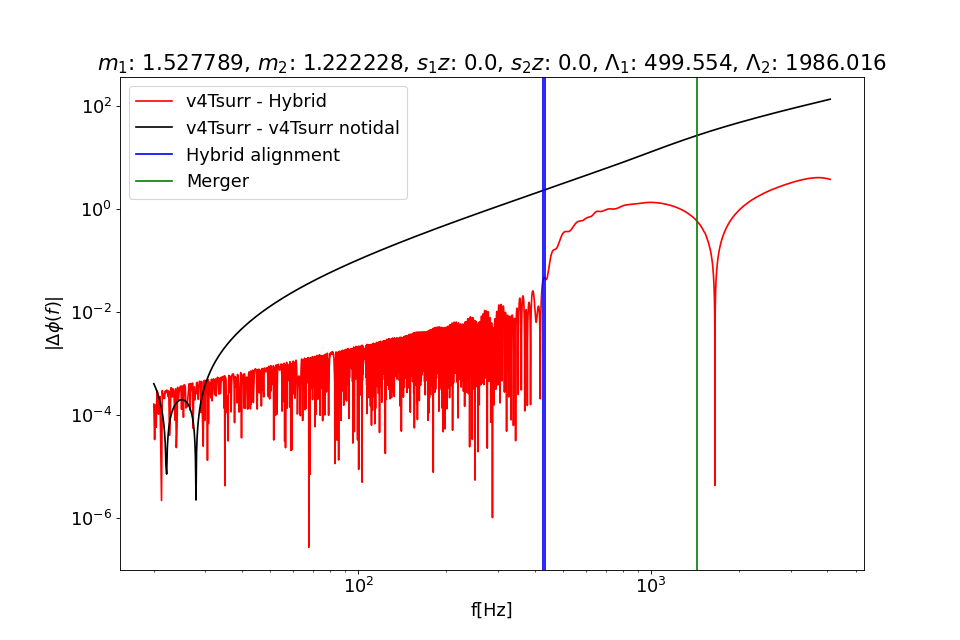 m₁: 1.527789, m₂: 1.222228, s₁z: 0.0, s₂z: 0.0, Λ₁: 499.554, Λ₂: 1986.016
v4Tsurr - Hybrid
v4Tsurr - v4Tsurr notidal
Hybrid alignment
Merger
10²
10⁰
10⁻²
10⁻⁴
10⁻⁶
|Δϕ(f)|
10² 10³
f[Hz]